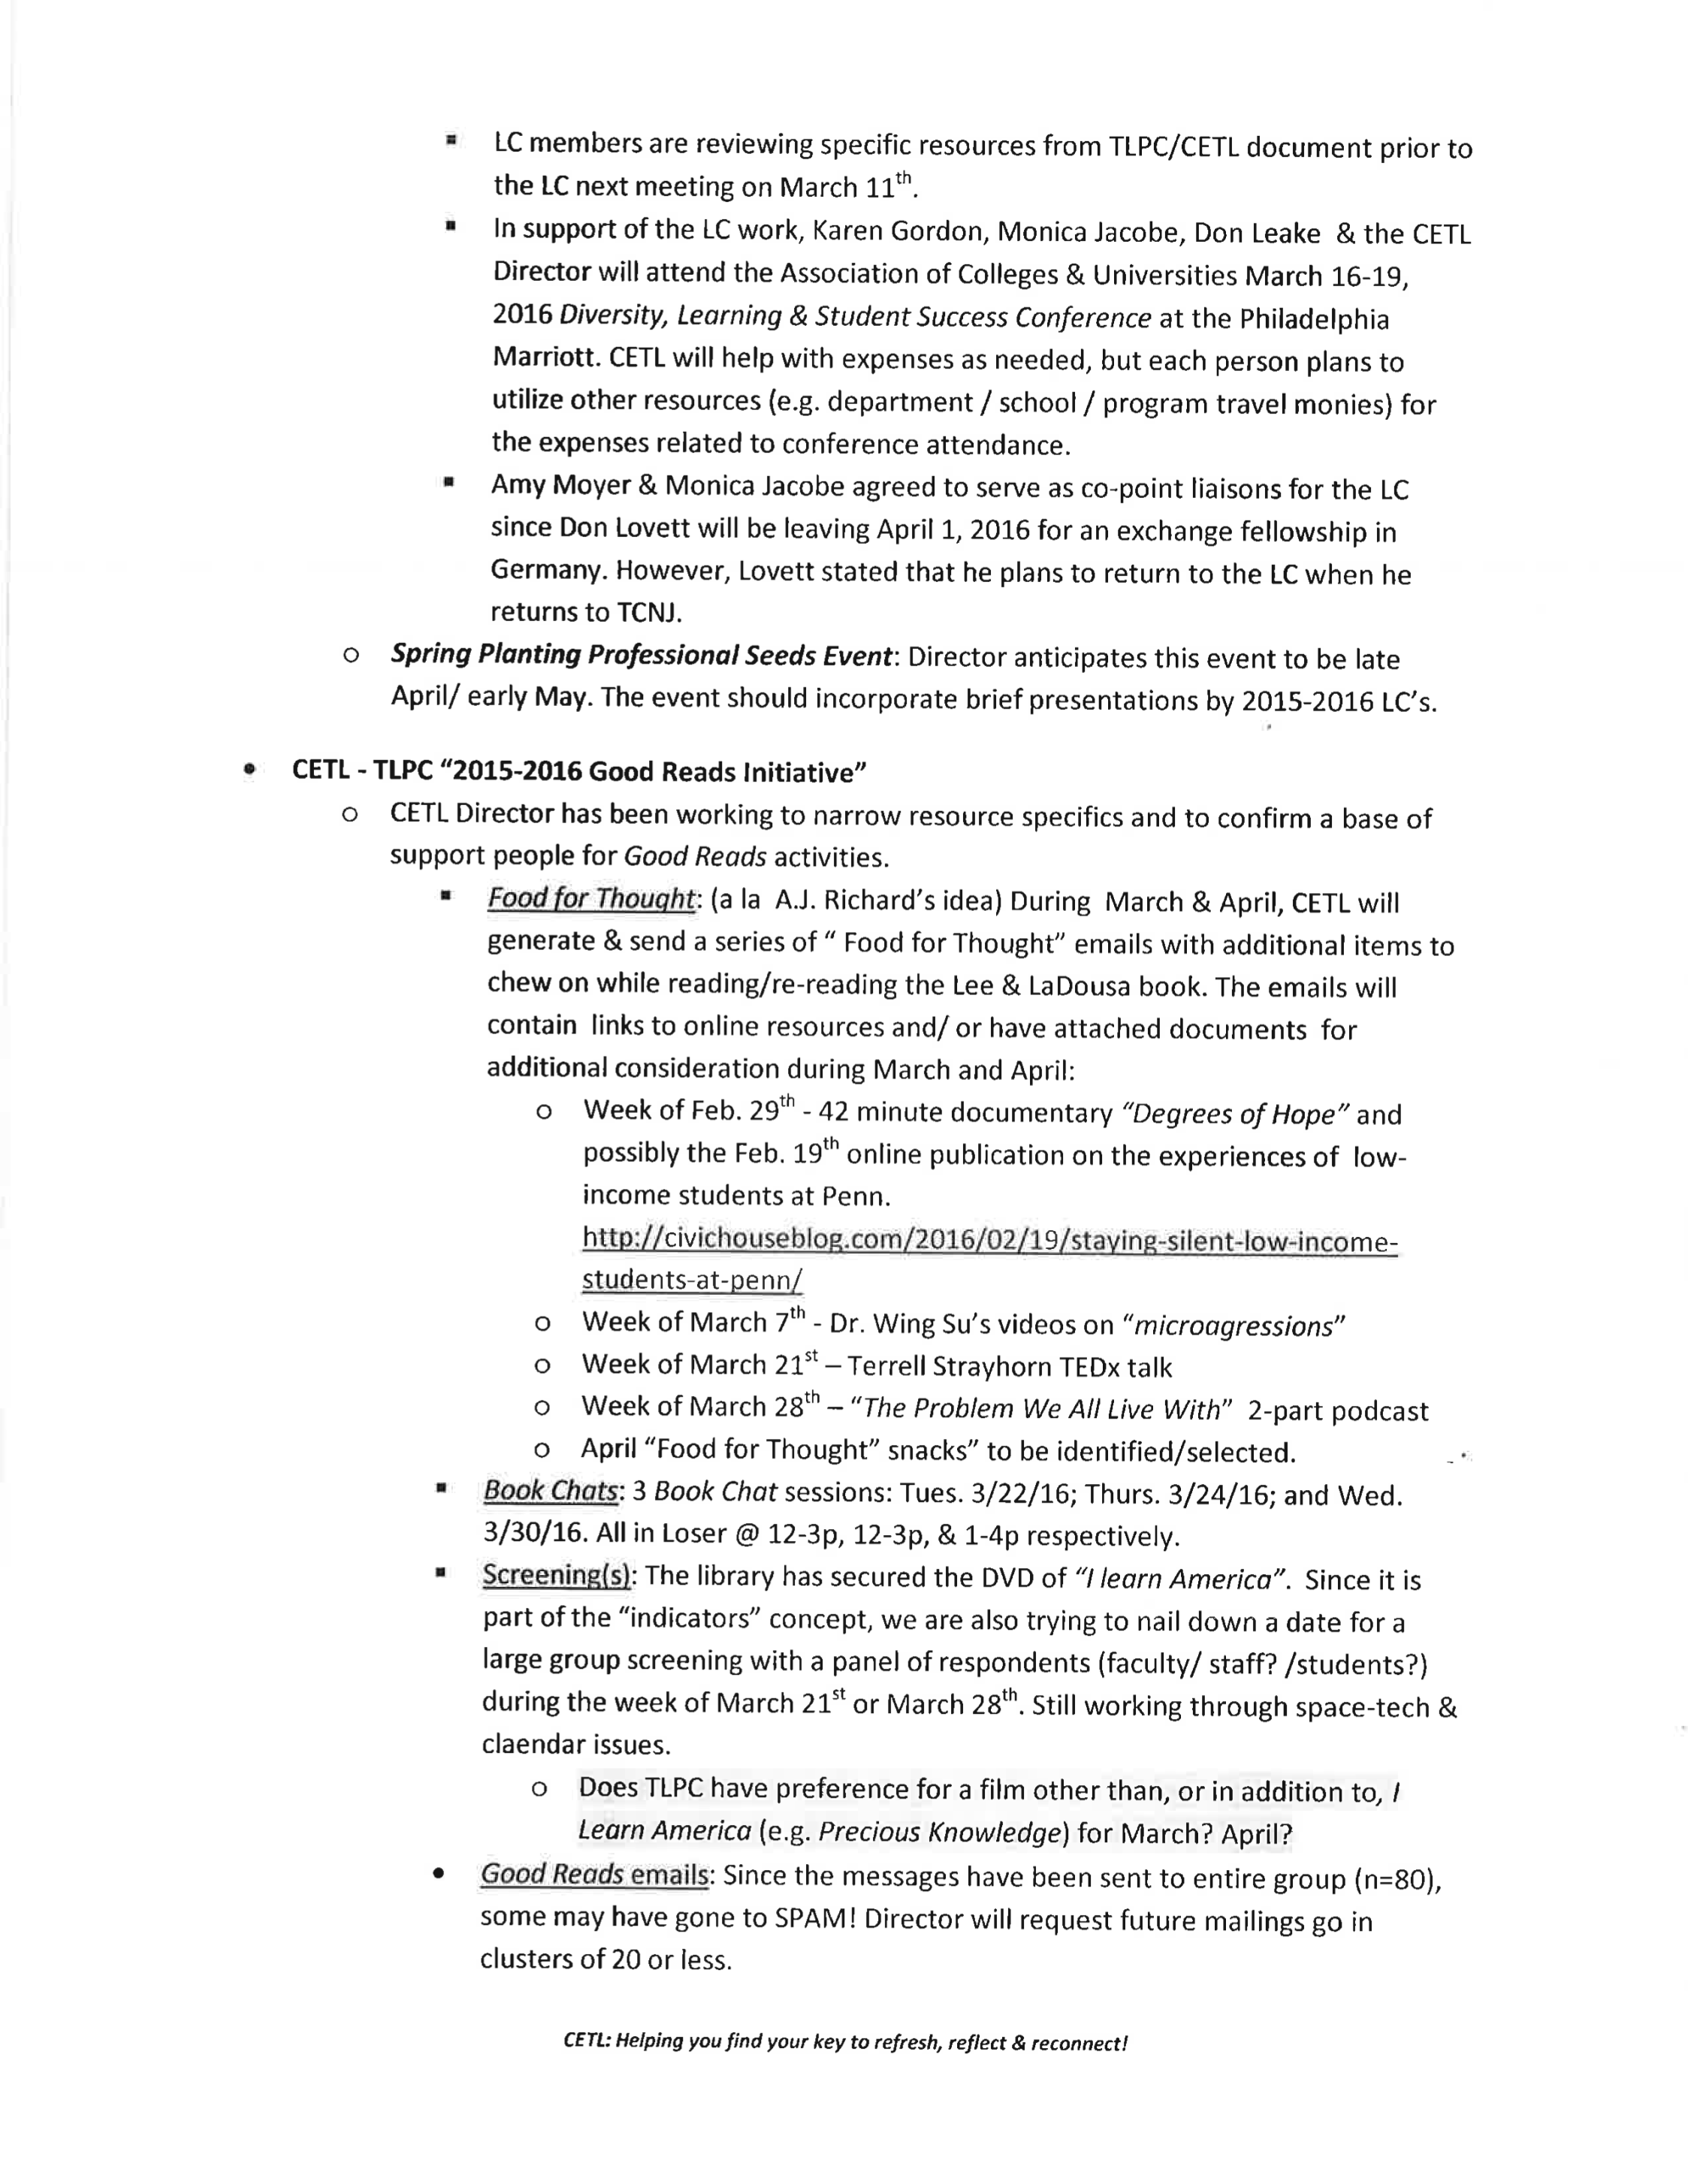 ▪ LC members are reviewing specific resources from TLPC/CETL document prior to
the LC next meeting on March 11th.
▪ In support of the LC work, Karen Gordon, Monica Jacobe, Don Leake & the CETL
Director will attend the Association of Colleges & Universities March 16-19,
2016 Diversity, Learning & Student Success Conference at the Philadelphia
Marriott. CETL will help with expenses as needed, but each person plans to
utilize other resources (e.g. department / school / program travel monies) for
the expenses related to conference attendance.
▪ Amy Moyer & Monica Jacobe agreed to serve as co-point liaisons for the LC
since Don Lovett will be leaving April 1, 2016 for an exchange fellowship in
Germany. However, Lovett stated that he plans to return to the LC when he
returns to TCNJ.
o Spring Planting Professional Seeds Event: Director anticipates this event to be late
April/ early May. The event should incorporate brief presentations by 2015-2016 LC's.
• CETL - TLPC “2015-2016 Good Reads Initiative”
o CETL Director has been working to narrow resource specifics and to confirm a base of
support people for Good Reads activities.
▪ Food for Thought: (a la A.J. Richard's idea) During March & April, CETL will
generate & send a series of “ Food for Thought” emails with additional items to
chew on while reading/re-reading the Lee & LaDousa book. The emails will
contain links to online resources and/ or have attached documents for
additional consideration during March and April:
o Week of Feb. 29th - 42 minute documentary “Degrees of Hope” and
possibly the Feb. 19th online publication on the experiences of low-
income students at Penn.
http://civichouseblog.com/2016/02/19/staying-silent-low-income-
students-at-penn/
o Week of March 7th - Dr. Wing Su's videos on “microagressions”
o Week of March 21st – Terrell Strayhorn TEDx talk
o Week of March 28th – “The Problem We All Live With” 2-part podcast
o April “Food for Thought” snacks” to be identified/selected.
▪ Book Chats: 3 Book Chat sessions: Tues. 3/22/16; Thurs. 3/24/16; and Wed.
3/30/16. All in Loser @ 12-3p, 12-3p, & 1-4p respectively.
▪ Screening(s): The library has secured the DVD of “I learn America”. Since it is
part of the “indicators” concept, we are also trying to nail down a date for a
large group screening with a panel of respondents (faculty/ staff? /students?)
during the week of March 21st or March 28th. Still working through space-tech &
claendar issues.
o Does TLPC have preference for a film other than, or in addition to, I
Learn America (e.g. Precious Knowledge) for March? April?
• Good Reads emails: Since the messages have been sent to entire group (n=80),
some may have gone to SPAM! Director will request future mailings go in
clusters of 20 or less.
CETL: Helping you find your key to refresh, reflect & reconnect!